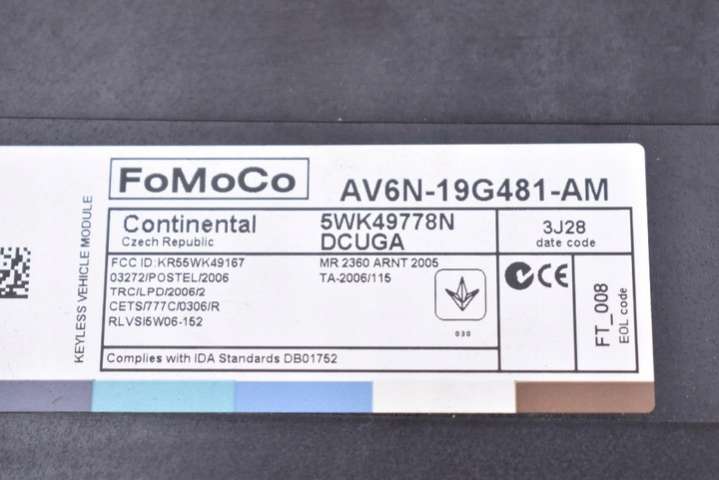 FoMoCo
AV6N-19G481-AM
KEYLESS VEHICLE MODULE
Continental
Czech Republic
5WK49778N
DCUGA
3J28
date code
FCC ID:KR55WK49167
03272/POSTEL/2006
TRC/LPD/2006/2
CETS/777C/0306/R
RLVSI5W06-152
MR 2360 ARNT 2005
TA-2006/115
030
CE
FT_008
EOL code
Complies with IDA Standards DB01752